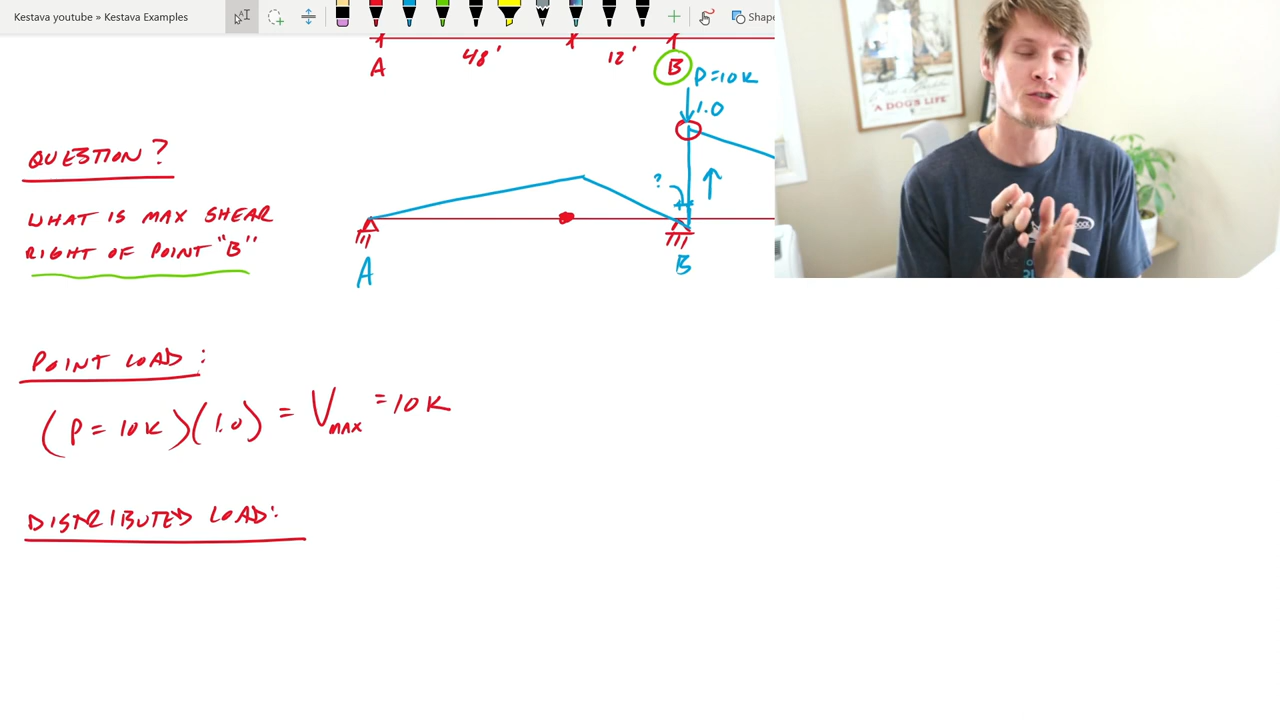 Kestava youtube » Kestava Examples
Shape
48'
12'
A
B
P=10K
1.0
QUESTION?
?
WHAT IS MAX SHEAR
RIGHT OF POINT "B"
A
B
"A DOG'S LIFE"
POINT LOAD:
(P = 10K)(1.0) = VMAX = 10K
DISTRIBUTED LOAD: